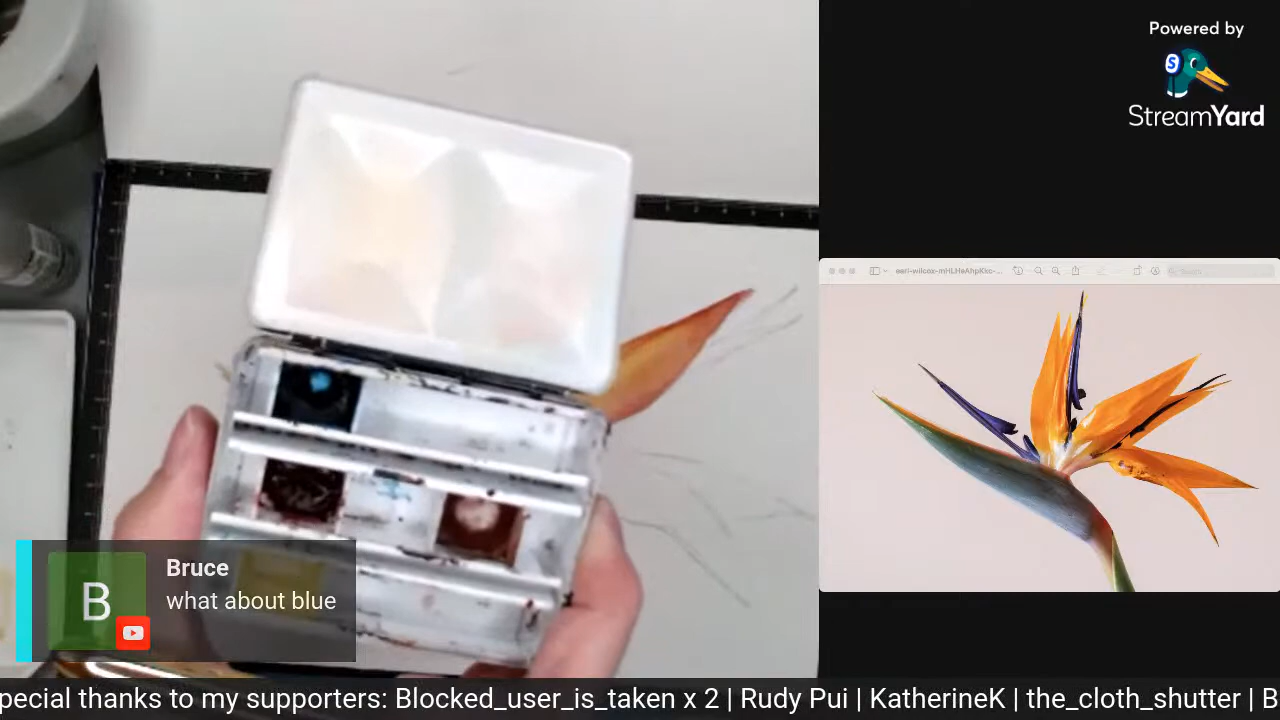 Powered by
S
StreamYard
Bruce
what about blue
B
pecial thanks to my supporters: Blocked_user_is_taken x 2 | Rudy Pui | KatherineK | the_cloth_shutter | B